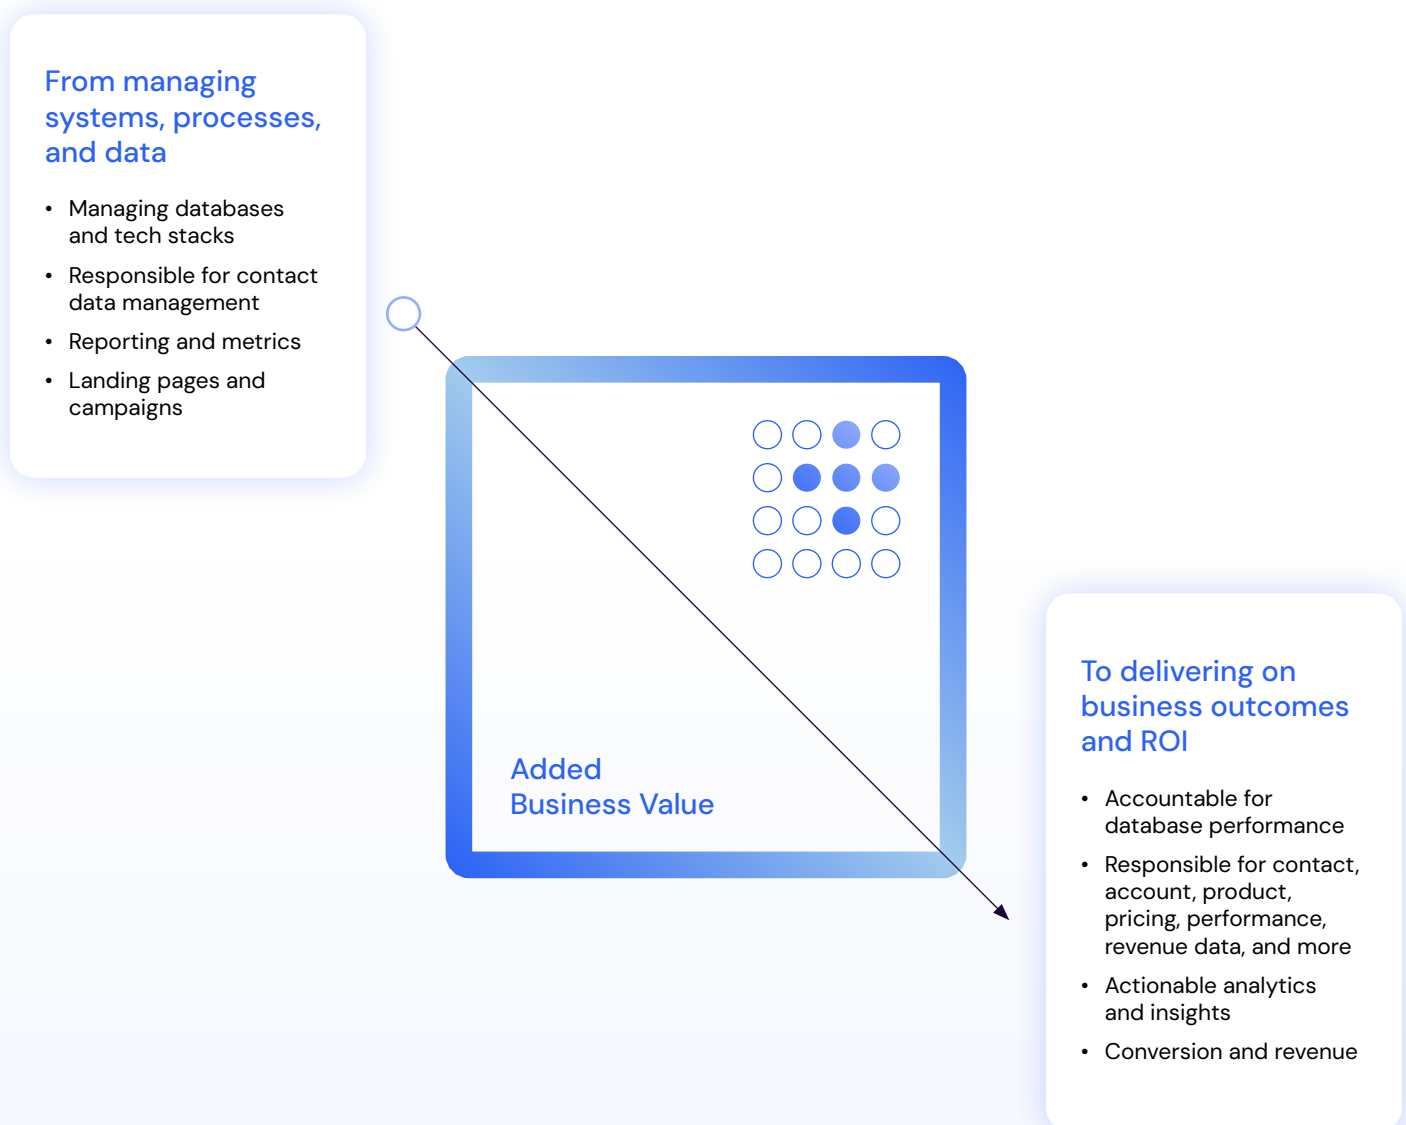 From managing
systems, processes,
and data
• Managing databases
and tech stacks
• Responsible for contact
data management
• Reporting and metrics
• Landing pages and
campaigns
Added
Business Value
To delivering on
business outcomes
and ROI
• Accountable for
database performance
• Responsible for contact,
account, product,
pricing, performance,
revenue data, and more
• Actionable analytics
and insights
• Conversion and revenue